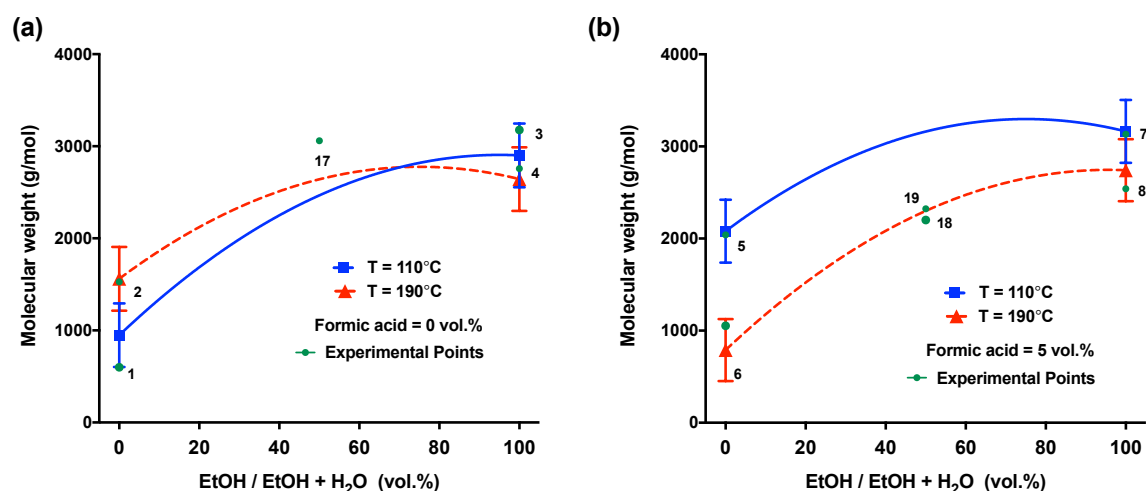 (a)
Molecular weight (g/mol)
4000
3000
2000
1000
0
17
3
4
2
1
T = 110°C
T = 190°C
Formic acid = 0 vol.%
Experimental Points
0 20 40 60 80 100
EtOH / EtOH + H₂O (vol.%)
(b)
Molecular weight (g/mol)
4000
3000
2000
1000
0
7
8
19
18
5
6
T = 110°C
T = 190°C
Formic acid = 5 vol.%
Experimental Points
0 20 40 60 80 100
EtOH / EtOH + H₂O (vol.%)